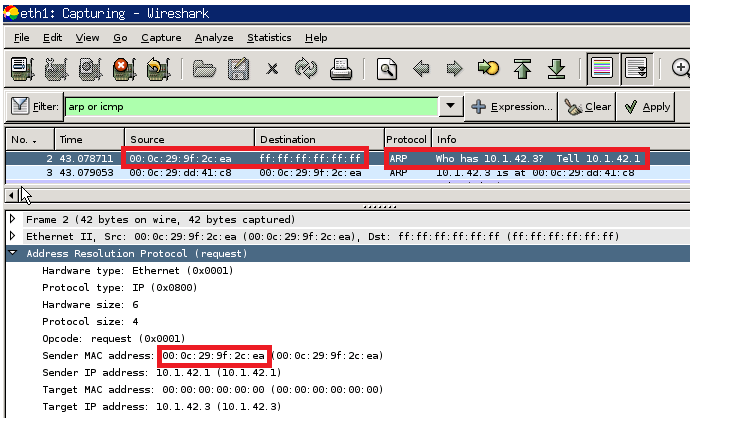 eth1: Capturing - Wireshark
File Edit View Go Capture Analyze Statistics Help
Filter: arp or icmp Expression... Clear Apply
No. . Time Source Destination Protocol Info
2 43.078711 00:0c:29:9f:2c:ea ff:ff:ff:ff:ff:ff ARP Who has 10.1.42.3? Tell 10.1.42.1
3 43.079053 00:0c:29:dd:41:c8 00:0c:29:9f:2c:ea ARP 10.1.42.3 is at 00:0c:29:dd:41:c8
Frame 2 (42 bytes on wire, 42 bytes captured)
Ethernet II, Src: 00:0c:29:9f:2c:ea (00:0c:29:9f:2c:ea), Dst: ff:ff:ff:ff:ff:ff (ff:ff:ff:ff:ff:ff)
Address Resolution Protocol (request)
Hardware type: Ethernet (0x0001)
Protocol type: IP (0x0800)
Hardware size: 6
Protocol size: 4
Opcode: request (0x0001)
Sender MAC address: 00:0c:29:9f:2c:ea (00:0c:29:9f:2c:ea)
Sender IP address: 10.1.42.1 (10.1.42.1)
Target MAC address: 00:00:00:00:00:00 (00:00:00:00:00:00)
Target IP address: 10.1.42.3 (10.1.42.3)